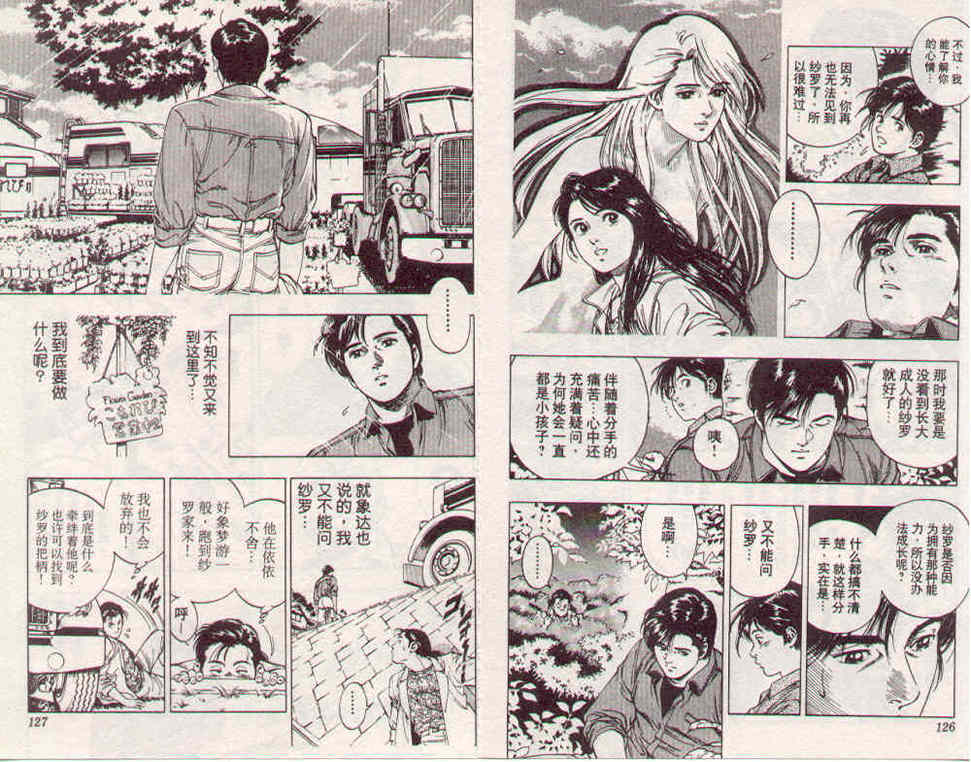 不过，我
能了解你
的心情…
因为，你再
也无法见到
纱罗了，所
以很难过…
………
那时我要是
没看到长大
成人的纱罗
就好了…
咦！
伴随着分手的
痛苦…心中还
充满着疑问，
为何她会一直
都是小孩子？
纱罗是否因
为拥有那种能
力，所以没办
法成长呢？
什么都搞不清
楚，就这样分
手，实在是…
又不能问
纱罗…
是啊…
………
126
………
不知不觉又来
到这里了…
我到底要做
什么呢？
Flower Garden
こもれび
営業中
就象达也
说的，我
又不能问
纱罗…
……
他在依依
不舍…
好象梦游一
般，跑到纱
罗家来！
呼—
我也不会
放弃的！
到底是什么
牵绊着他呢？
也许可以找到
纱罗的把柄！
127